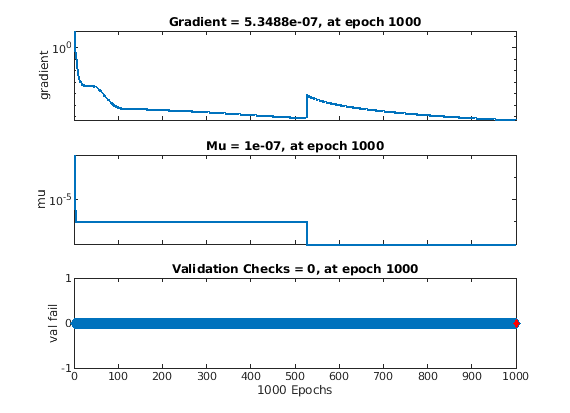 Gradient = 5.3488e-07, at epoch 1000
10^0
gradient
Mu = 1e-07, at epoch 1000
10^-5
mu
Validation Checks = 0, at epoch 1000
1
0
-1
val fail
0 100 200 300 400 500 600 700 800 900 1000
1000 Epochs